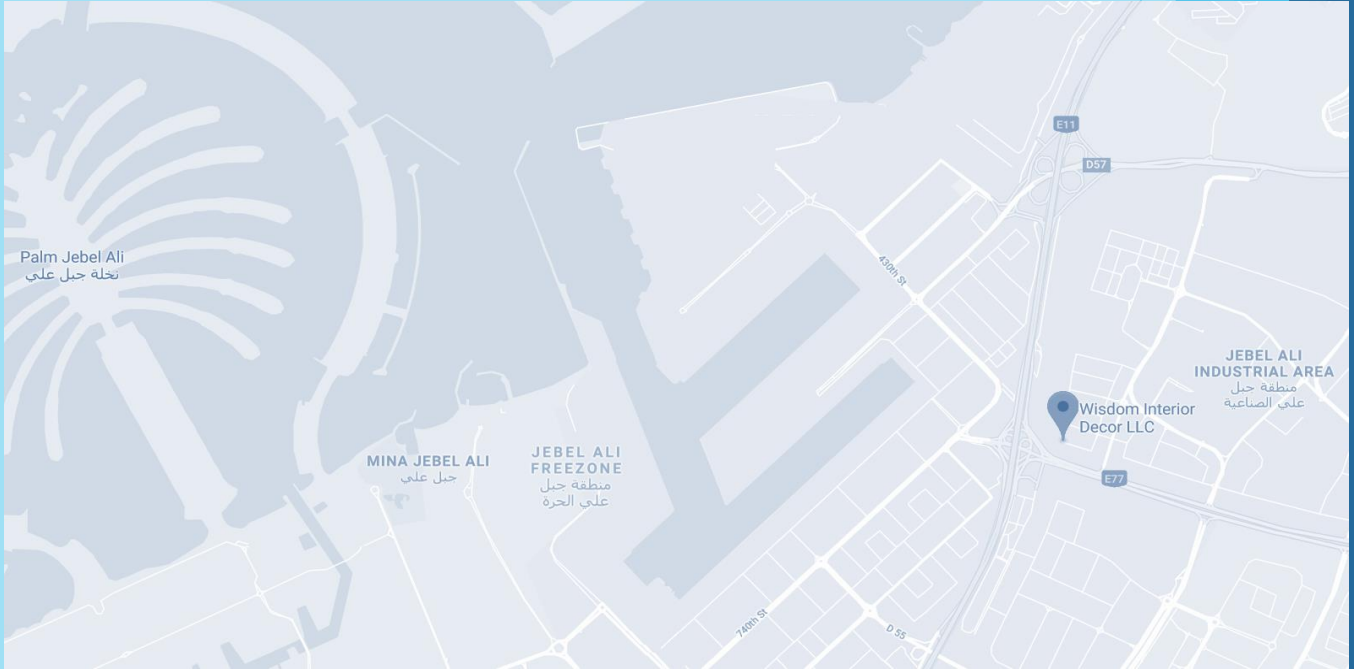 E11
D57
Palm Jebel Ali
نخلة جبل علي
430th St
JEBEL ALI
INDUSTRIAL AREA
منطقة جبل
علي الصناعية
Wisdom Interior
Decor LLC
MINA JEBEL ALI
جبل علي
JEBEL ALI
FREEZONE
منطقة جبل
علي الحرة
E77
740th St
D 55